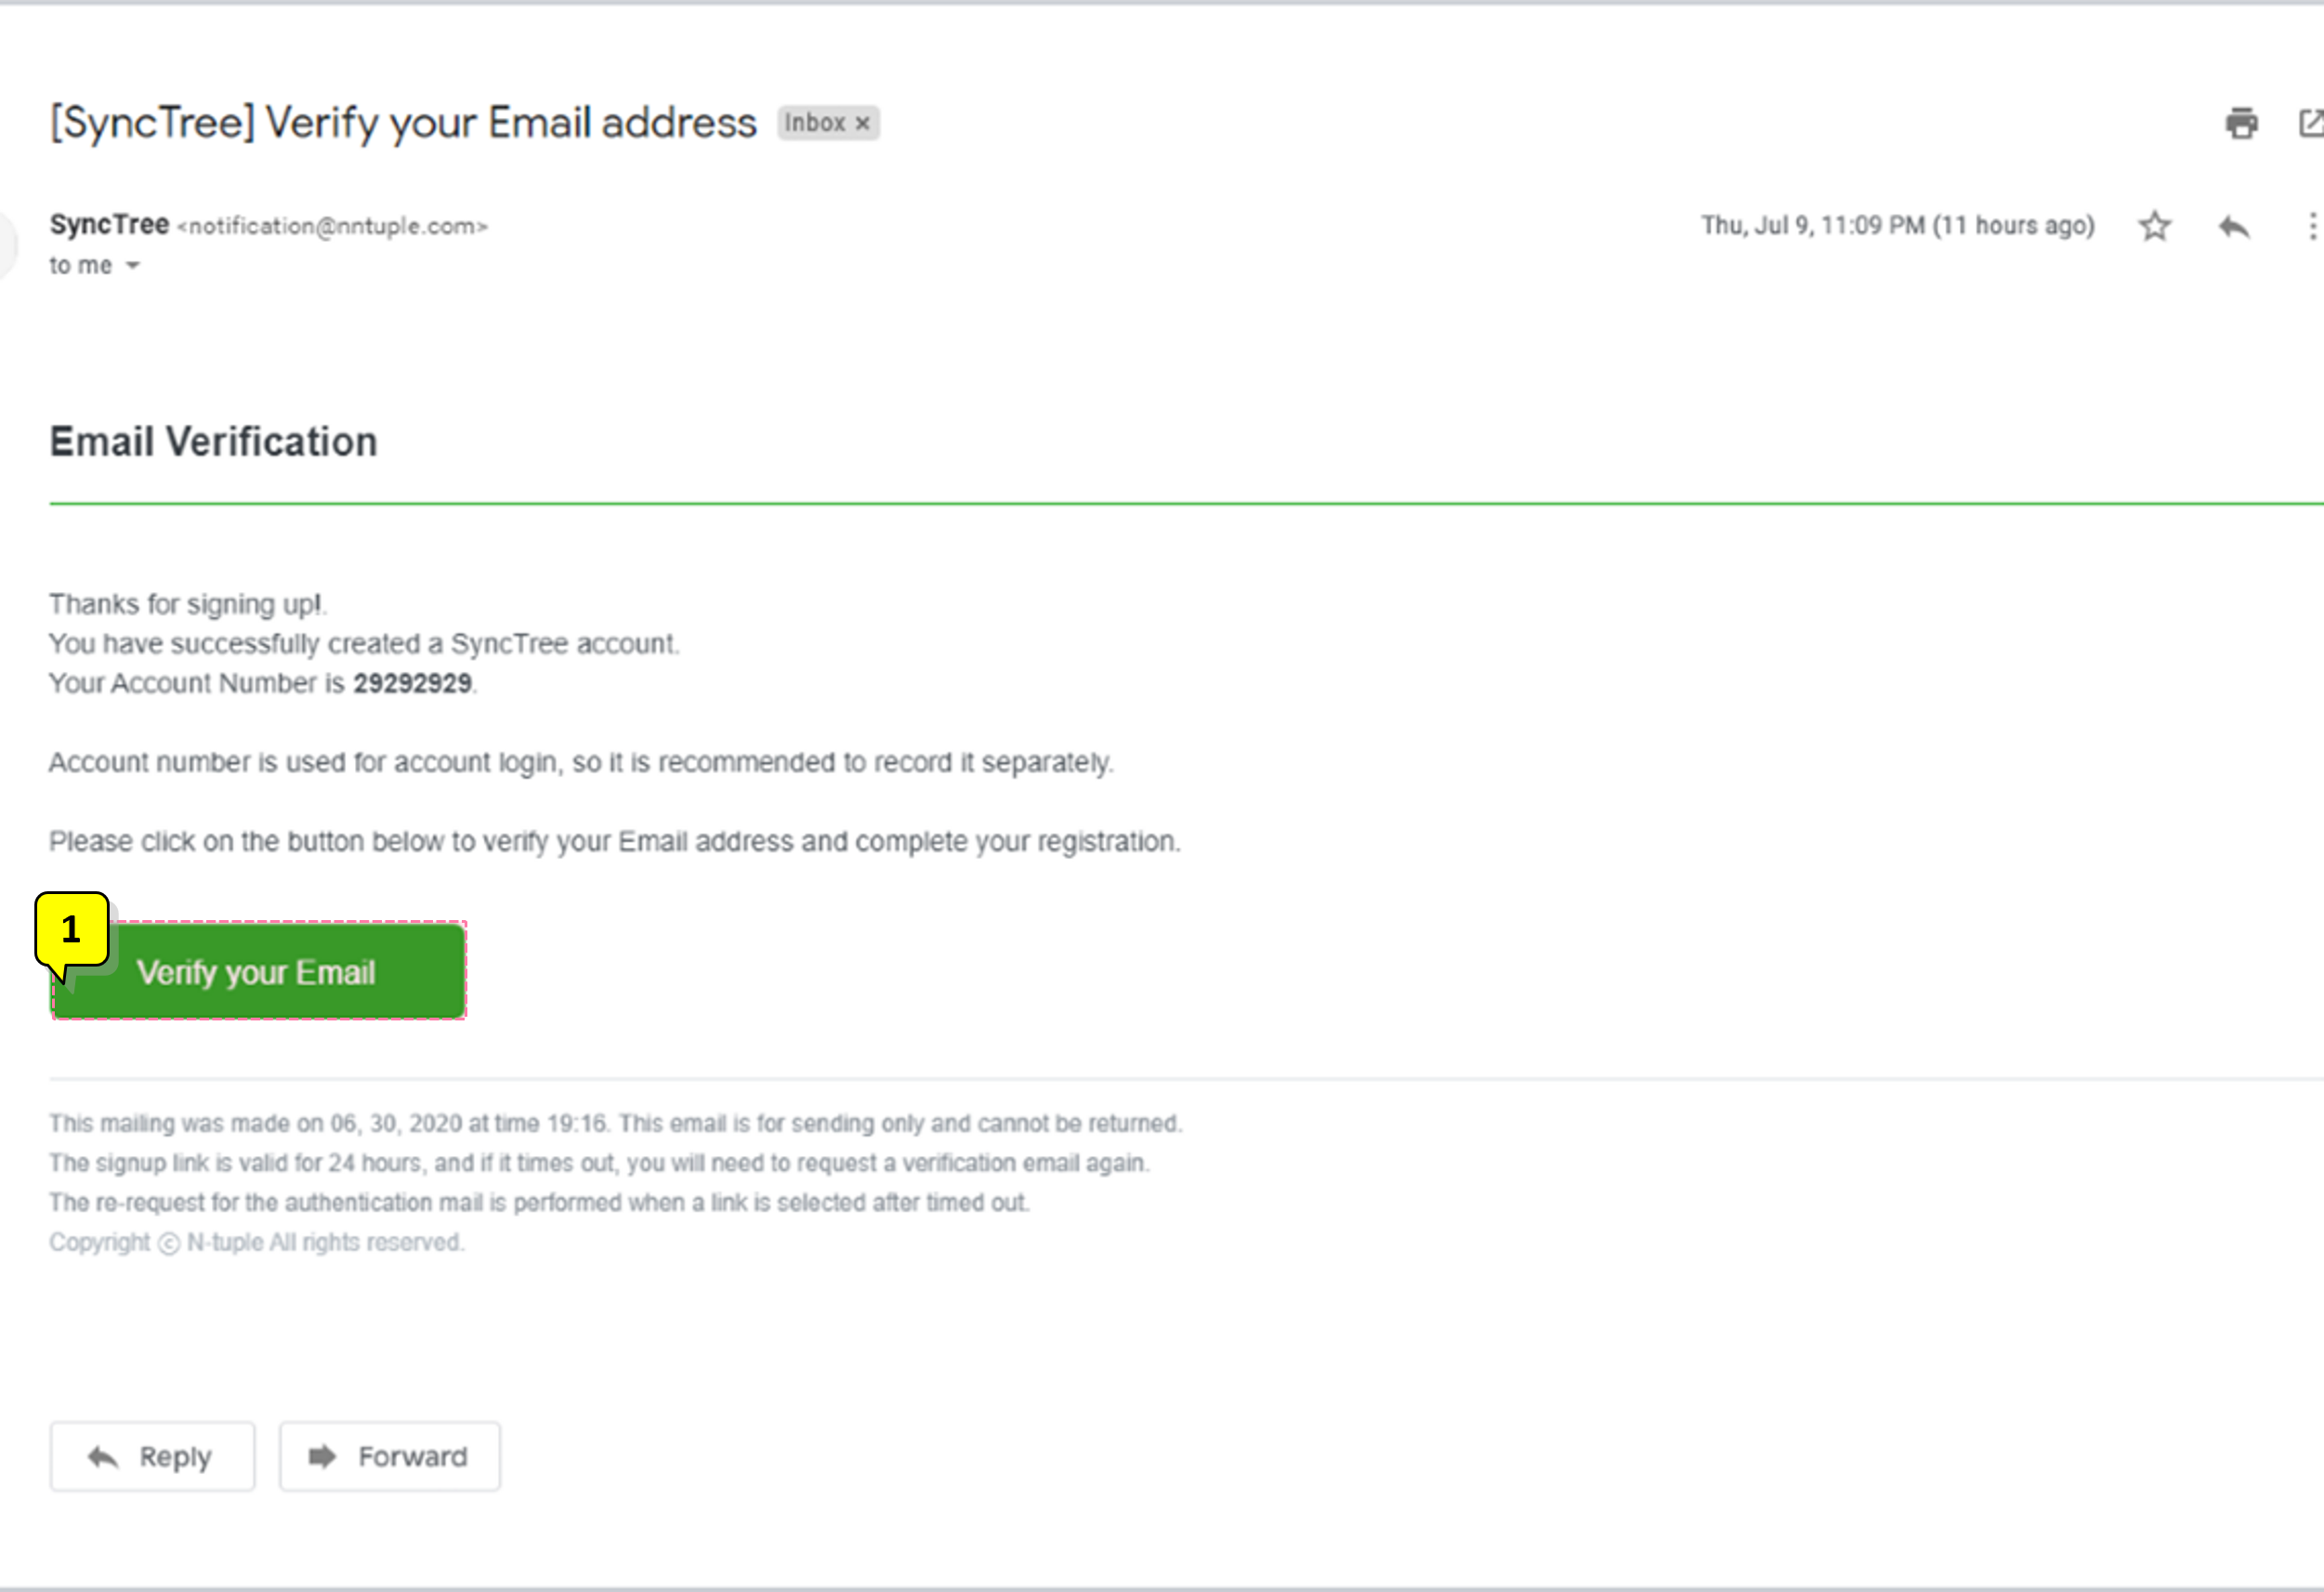 [SyncTree] Verify your Email address Inbox ×
SyncTree <notification@nntuple.com> Thu, Jul 9, 11:09 PM (11 hours ago)
to me
Email Verification
Thanks for signing up!.
You have successfully created a SyncTree account.
Your Account Number is 29292929.
Account number is used for account login, so it is recommended to record it separately.
Please click on the button below to verify your Email address and complete your registration.
1
Verify your Email
This mailing was made on 06, 30, 2020 at time 19:16. This email is for sending only and cannot be returned.
The signup link is valid for 24 hours, and if it times out, you will need to request a verification email again.
The re-request for the authentication mail is performed when a link is selected after timed out.
Copyright ⓒ N-tuple All rights reserved.
Reply Forward